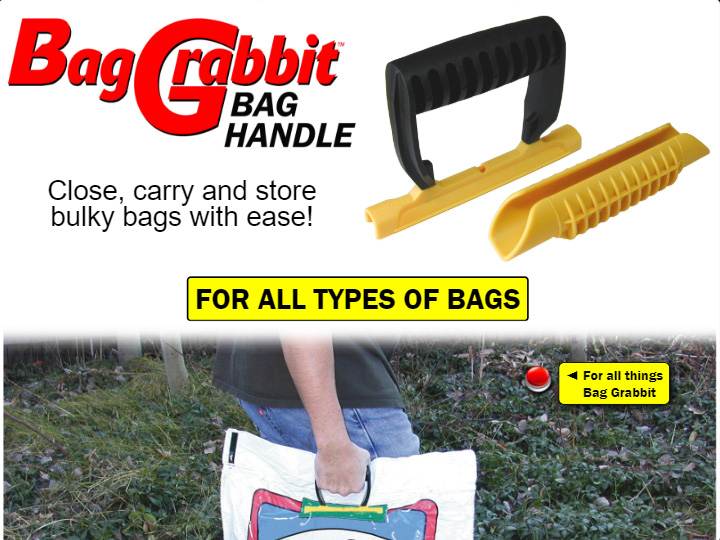 BagGrabbit™
BAG
HANDLE
Close, carry and store
bulky bags with ease!
FOR ALL TYPES OF BAGS
◄ For all things
Bag Grabbit